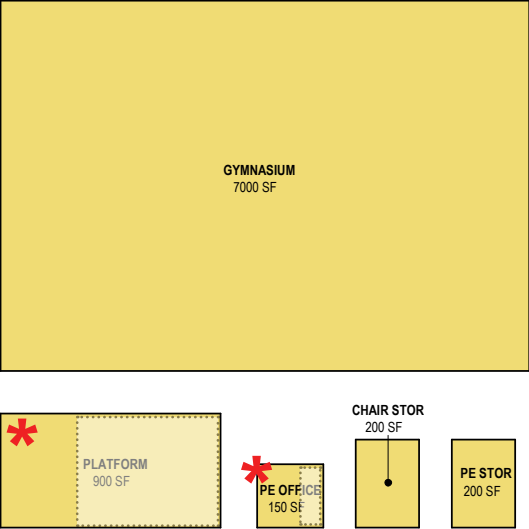 GYMNASIUM
7000 SF
CHAIR STOR
200 SF
*
PLATFORM
900 SF
*
PE OFFICE
150 SF
PE STOR
200 SF